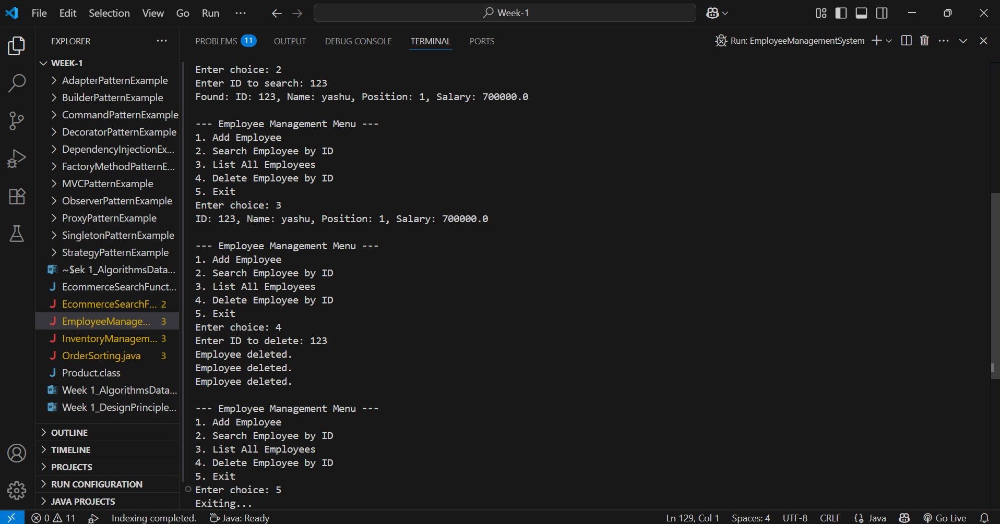 File Edit Selection View Go Run ···
Week-1
EXPLORER ···
WEEK-1
AdapterPatternExample
BuilderPatternExample
CommandPatternExample
DecoratorPatternExample
DependencyInjectionEx...
FactoryMethodPatternE...
MVCPatternExample
ObserverPatternExample
ProxyPatternExample
SingletonPatternExample
StrategyPatternExample
~$ek 1_AlgorithmsData...
EcommerceSearchFunct...
EcommerceSearchF... 2
EmployeeManage... 3
InventoryManagem... 3
OrderSorting.java 3
Product.class
Week 1_AlgorithmsData...
Week 1_DesignPrinciple...
OUTLINE
TIMELINE
PROJECTS
RUN CONFIGURATION
JAVA PROJECTS
PROBLEMS 11 OUTPUT DEBUG CONSOLE TERMINAL PORTS
Run: EmployeeManagementSystem
Enter choice: 2
Enter ID to search: 123
Found: ID: 123, Name: yashu, Position: 1, Salary: 700000.0
--- Employee Management Menu ---
1. Add Employee
2. Search Employee by ID
3. List All Employees
4. Delete Employee by ID
5. Exit
Enter choice: 3
ID: 123, Name: yashu, Position: 1, Salary: 700000.0
--- Employee Management Menu ---
1. Add Employee
2. Search Employee by ID
3. List All Employees
4. Delete Employee by ID
5. Exit
Enter choice: 4
Enter ID to delete: 123
Employee deleted.
Employee deleted.
Employee deleted.
--- Employee Management Menu ---
1. Add Employee
2. Search Employee by ID
3. List All Employees
4. Delete Employee by ID
5. Exit
Enter choice: 5
Exiting...
0 11 Indexing completed. Java: Ready Ln 129, Col 1 Spaces: 4 UTF-8 CRLF Java Go Live